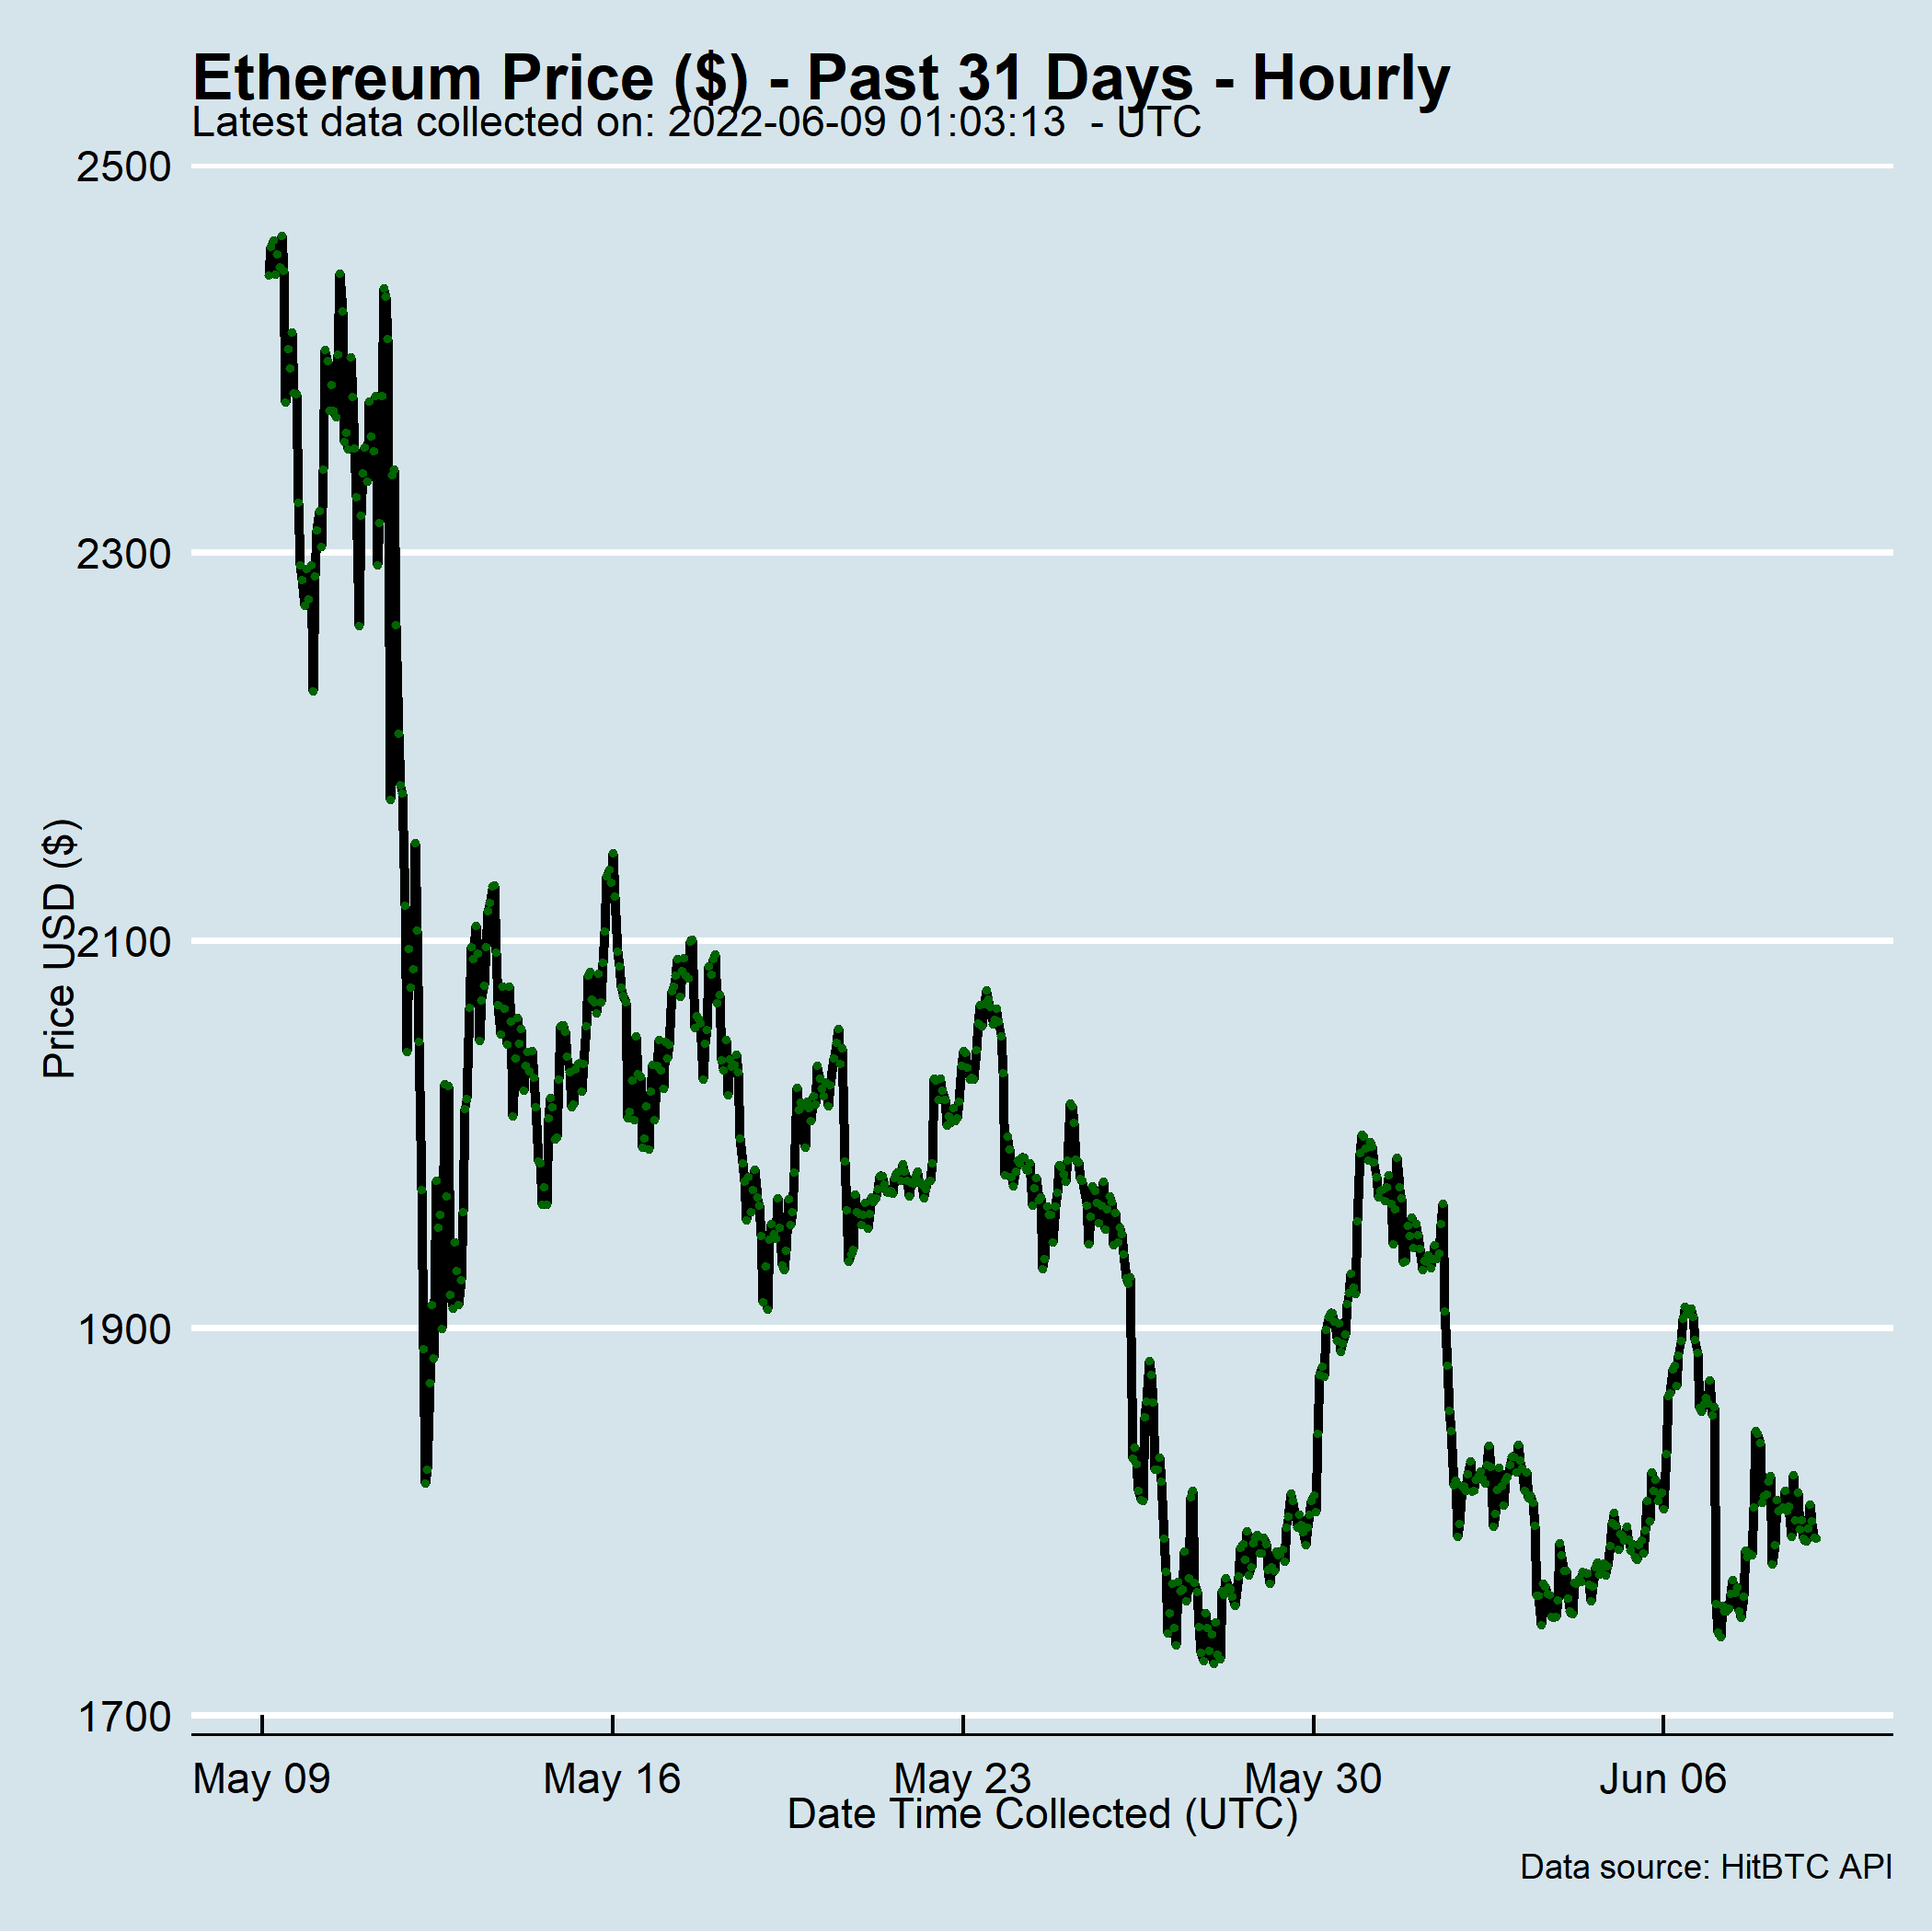 Ethereum Price ($) - Past 31 Days - Hourly
Latest data collected on: 2022-06-09 01:03:13  - UTC
2500
2300
2100
1900
1700
Price USD ($)
May 09 May 16 May 23 May 30 Jun 06
Date Time Collected (UTC)
Data source: HitBTC API